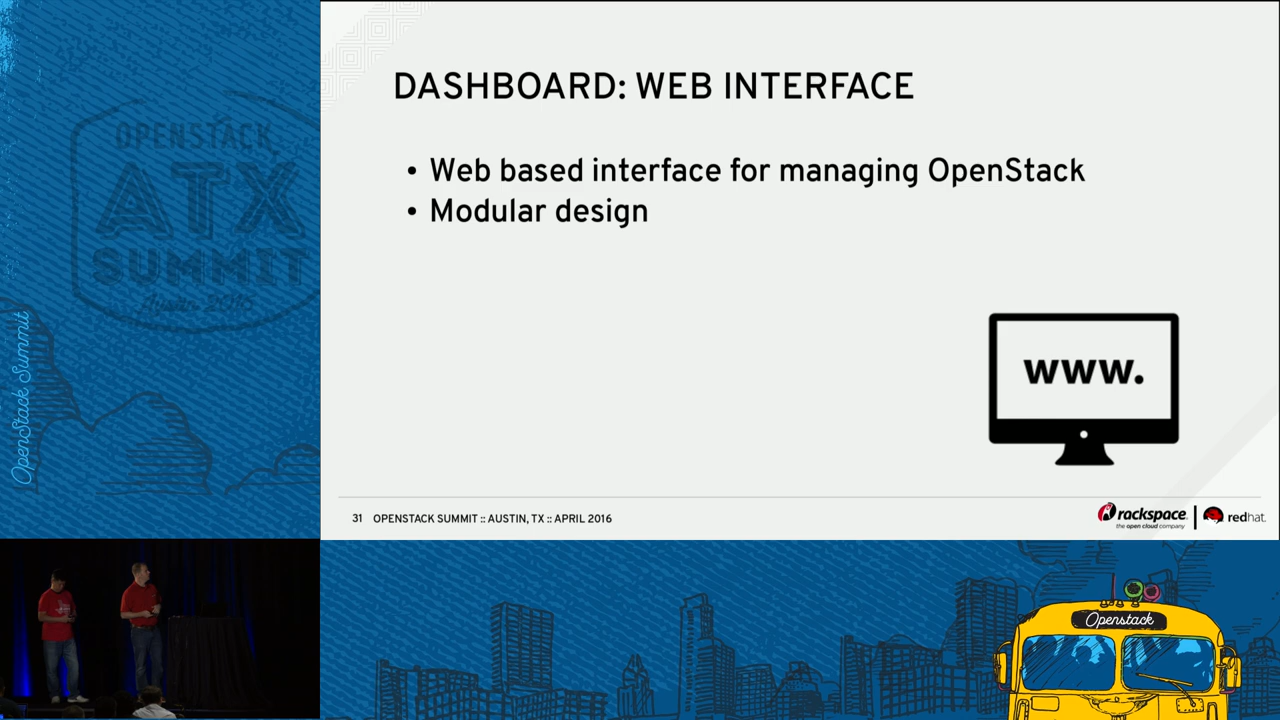 OPENSTACK
ATX
SUMMIT
Austin 2016
OpenStack Summit
DASHBOARD: WEB INTERFACE
• Web based interface for managing OpenStack
• Modular design
www.
31 OPENSTACK SUMMIT :: AUSTIN, TX :: APRIL 2016
rackspace.
the open cloud company
redhat.
Openstack